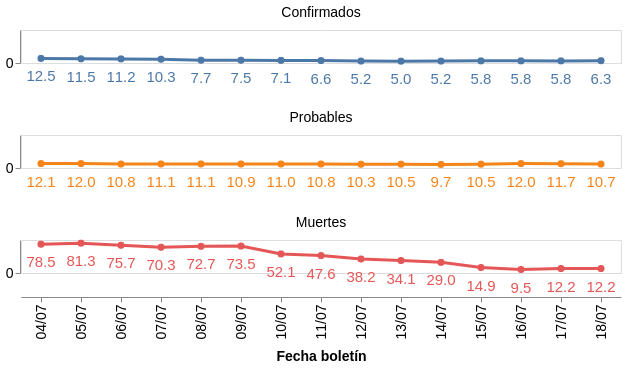 Confirmados
0
12.5 11.5 11.2 10.3 7.7 7.5 7.1 6.6 5.2 5.0 5.2 5.8 5.8 5.8 6.3
Probables
0
12.1 12.0 10.8 11.1 11.1 10.9 11.0 10.8 10.3 10.5 9.7 10.5 12.0 11.7 10.7
Muertes
0
78.5 81.3 75.7 70.3 72.7 73.5 52.1 47.6 38.2 34.1 29.0 14.9 9.5 12.2 12.2
04/07 05/07 06/07 07/07 08/07 09/07 10/07 11/07 12/07 13/07 14/07 15/07 16/07 17/07 18/07
Fecha boletín